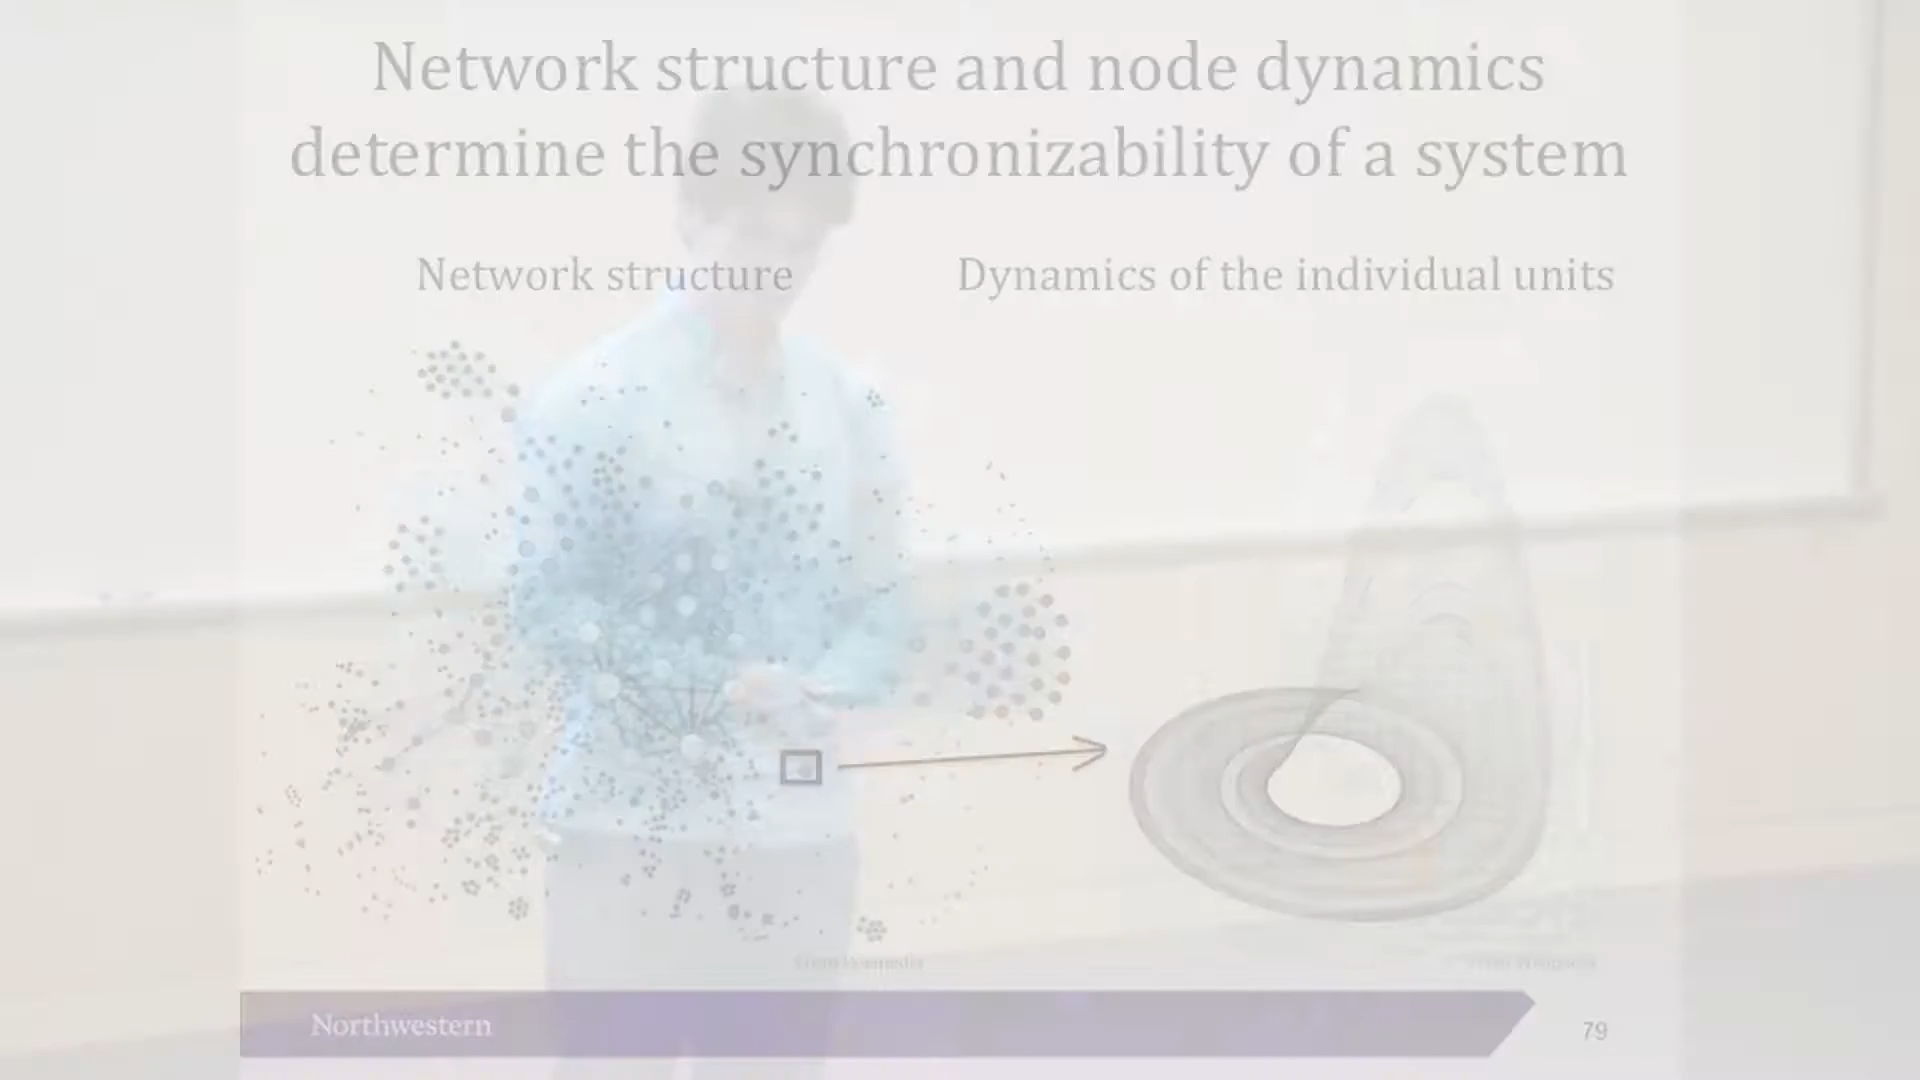 Network structure and node dynamics
determine the synchronizability of a system
Network structure
Dynamics of the individual units
Northwestern
79